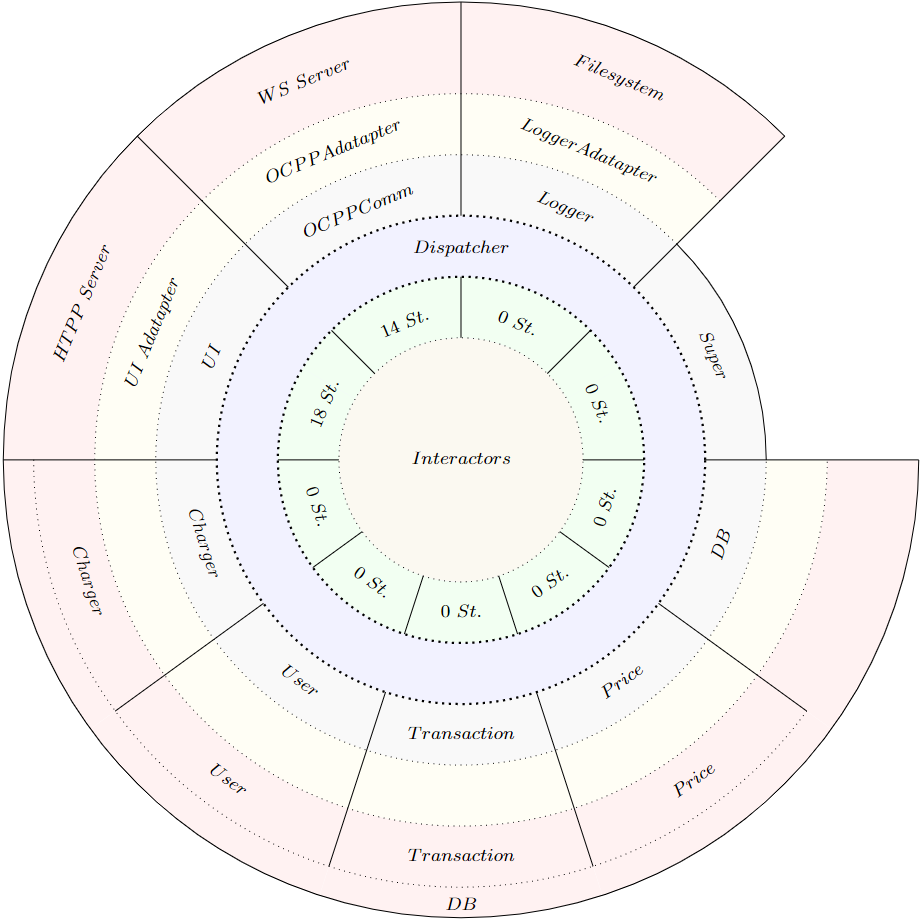 WS Server
Filesystem
OCPPAdatapter
LoggerAdatapter
OCPPComm
Logger
Dispatcher
HTPP Server
UI Adatapter
UI
14 St.
0 St.
Super
18 St.
0 St.
Interactors
0 St.
0 St.
Charger
Charger
DB
0 St.
0 St.
0 St.
User
Price
Transaction
User
Price
Transaction
DB